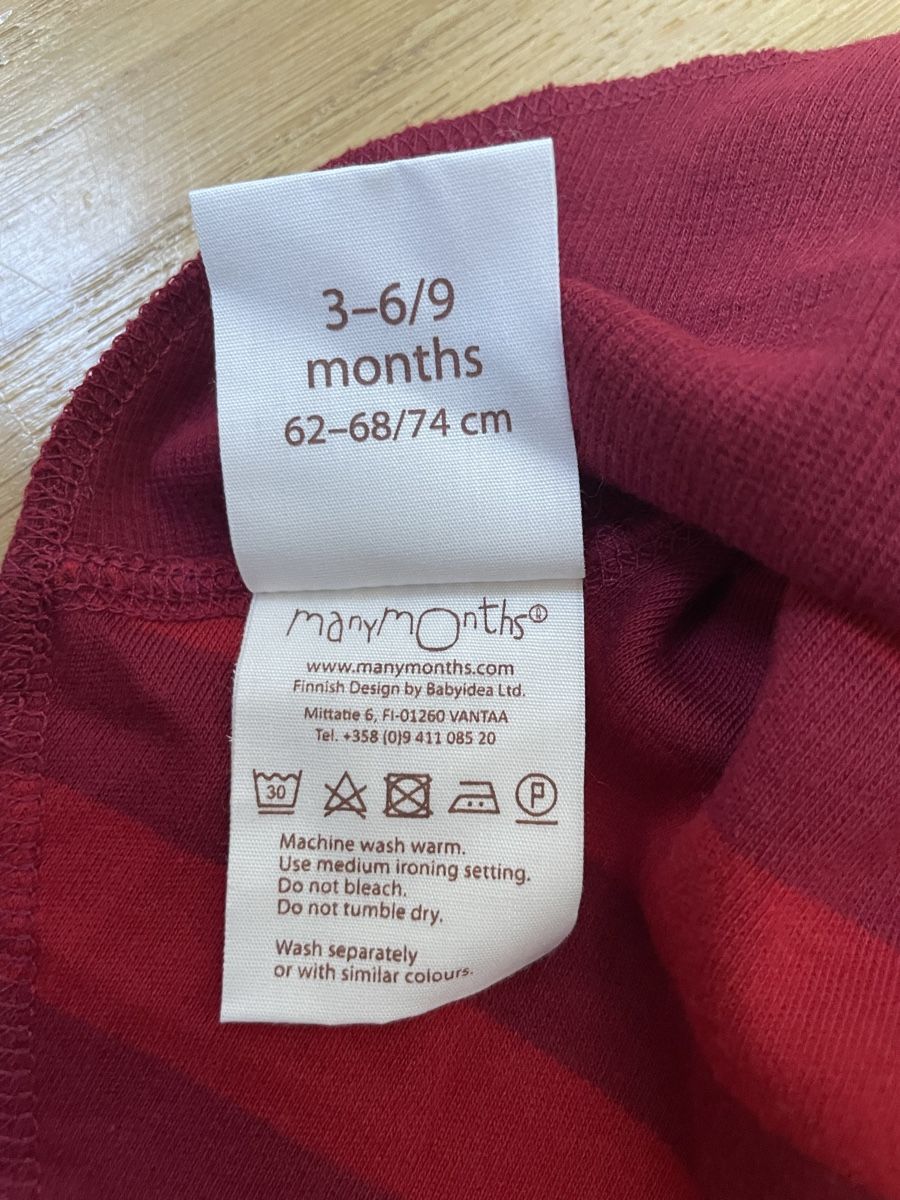 3–6/9
months
62–68/74 cm
manymonths®
www.manymonths.com
Finnish Design by Babyidea Ltd.
Mittatie 6, FI-01260 VANTAA
Tel. +358 (0)9 411 085 20
30 P
Machine wash warm.
Use medium ironing setting.
Do not bleach.
Do not tumble dry.
Wash separately
or with similar colours.